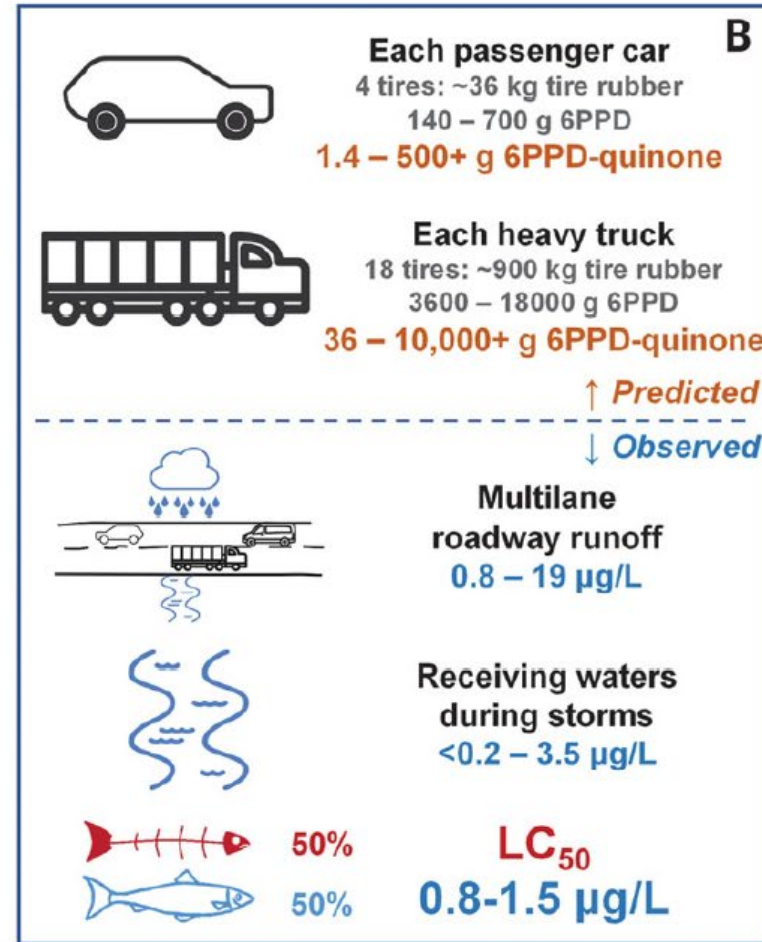 B
Each passenger car
4 tires: ~36 kg tire rubber
140 – 700 g 6PPD
1.4 – 500+ g 6PPD-quinone
Each heavy truck
18 tires: ~900 kg tire rubber
3600 – 18000 g 6PPD
36 – 10,000+ g 6PPD-quinone
↑ Predicted
↓ Observed
Multilane
roadway runoff
0.8 – 19 µg/L
Receiving waters
during storms
<0.2 – 3.5 µg/L
50% LC50
50% 0.8-1.5 µg/L